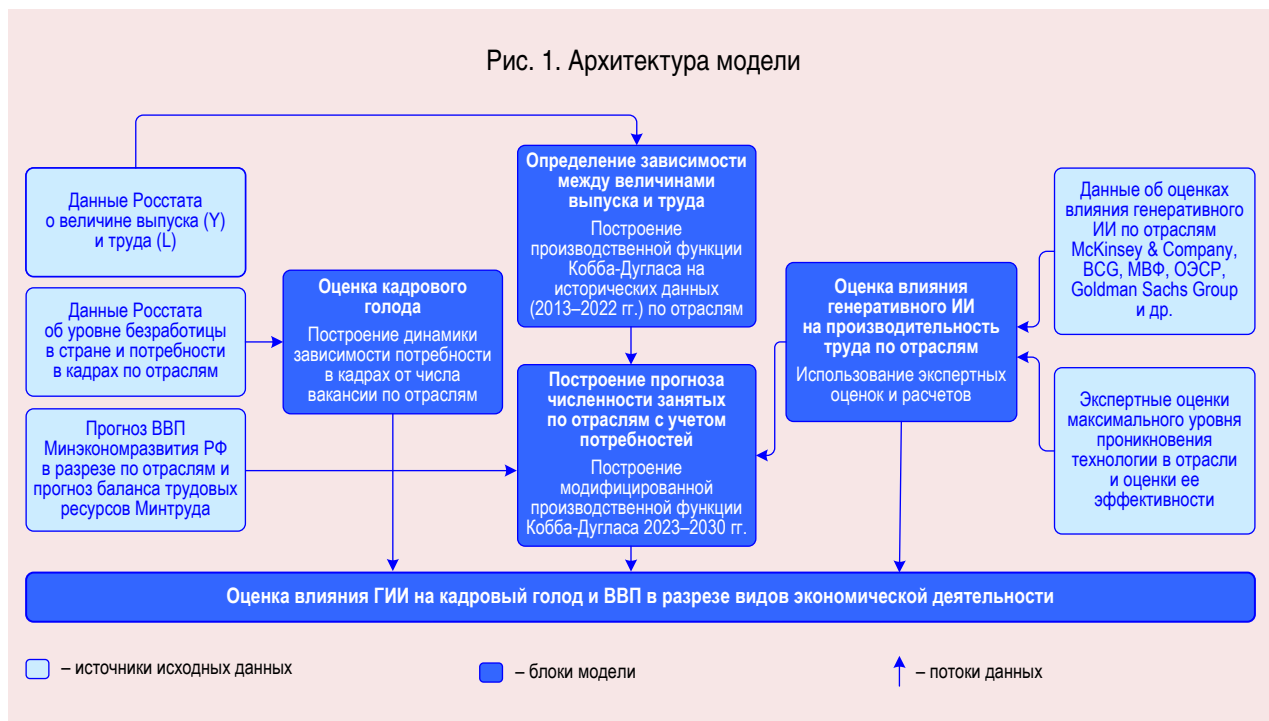 Рис. 1. Архитектура модели
Данные Росстата
о величине выпуска (Y)
и труда (L)
Данные Росстата
об уровне безработицы
в стране и потребности
в кадрах по отраслям
Прогноз ВВП
Минэкономразвития РФ
в разрезе по отраслям и
прогноз баланса трудовых
ресурсов Минтруда
Оценка кадрового
голода
Построение динамики
зависимости потребности
в кадрах от числа
вакансии по отраслям
Определение зависимости
между величинами
выпуска и труда
Построение
производственной функции
Кобба-Дугласа на
исторических данных
(2013–2022 гг.) по отраслям
Построение прогноза
численности занятых
по отраслям с учетом
потребностей
Построение
модифицированной
производственной функции
Кобба-Дугласа 2023–2030 гг.
Оценка влияния
генеративного ИИ
на производительность
труда по отраслям
Использование экспертных
оценок и расчетов
Данные об оценках
влияния генеративного
ИИ по отраслям
McKinsey & Company,
BCG, МВФ, ОЭСР,
Goldman Sachs Group
и др.
Экспертные оценки
максимального уровня
проникновения
технологии в отрасли
и оценки ее
эффективности
Оценка влияния ГИИ на кадровый голод и ВВП в разрезе видов экономической деятельности
– источники исходных данных
– блоки модели
– потоки данных